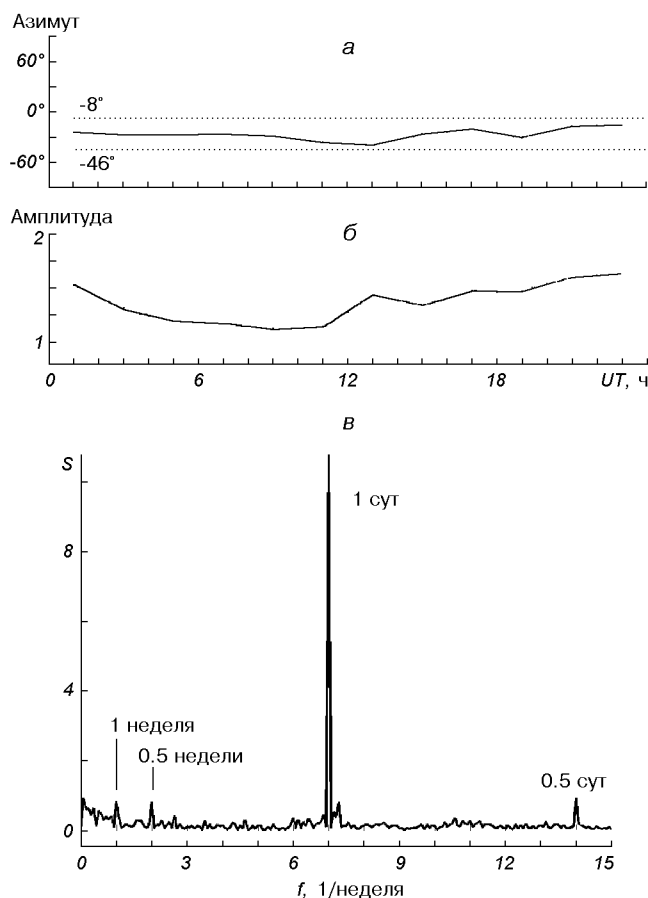 Азимут
а
60°
0°
-8°
-60°
-46°
Амплитуда
б
2
1
0 6 12 18 UT, ч
в
S
1 сут
8
4
1 неделя
0.5 недели
0.5 сут
0
0 3 6 9 12 15
f, 1/неделя